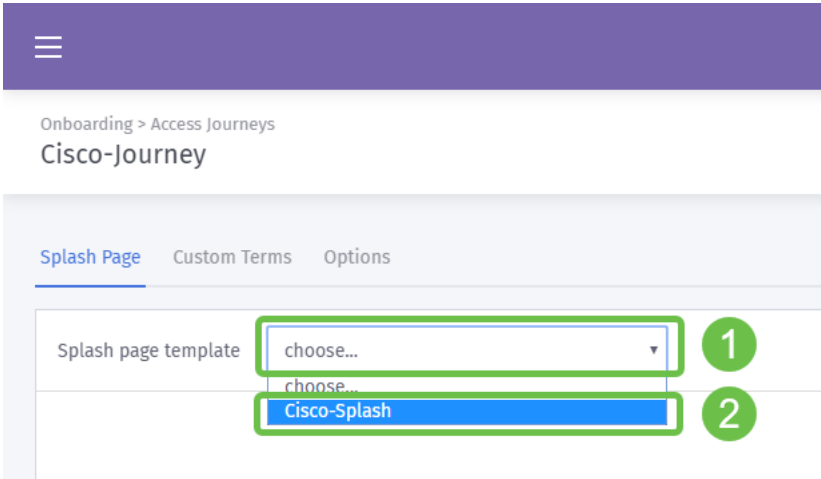 Onboarding > Access Journeys
Cisco-Journey
Splash Page Custom Terms Options
Splash page template choose... ▼ 1
choose...
Cisco-Splash 2